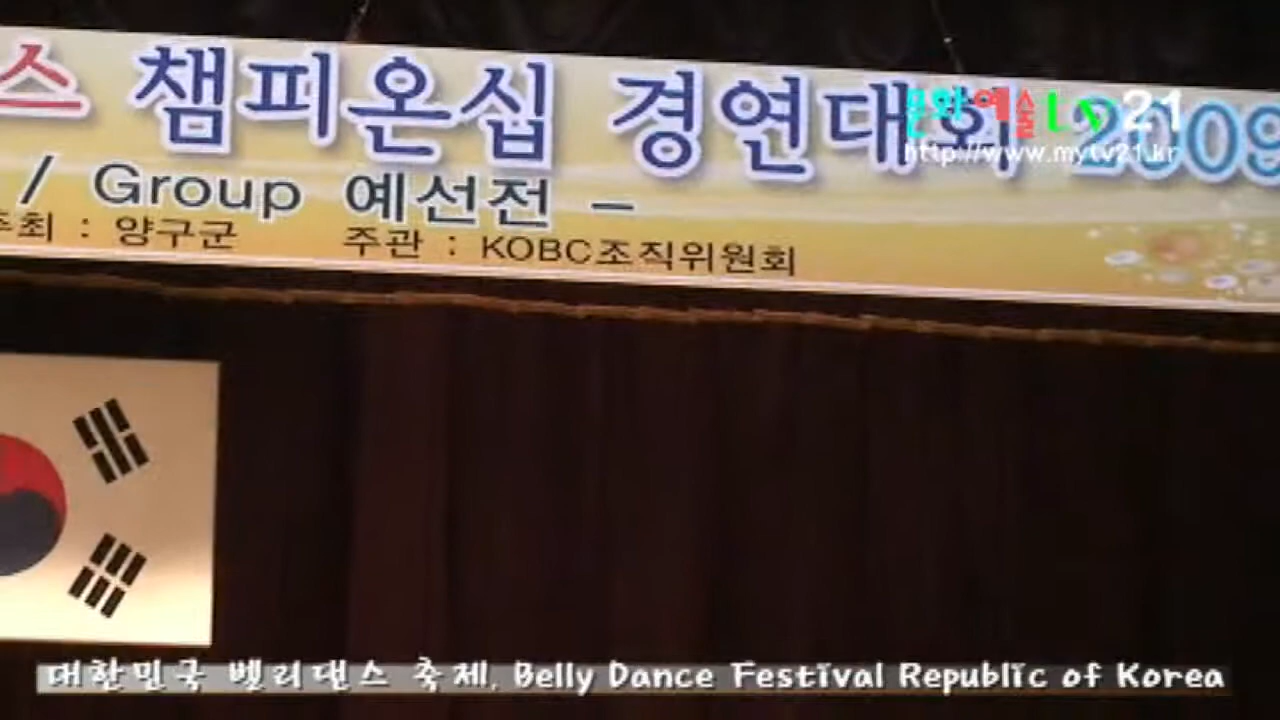 스 챔피온십 경연대회 2009
문화예술tv21
http://www.mytv21.kr
/ Group 예선전 -
주최 : 양구군 주관 : KOBC조직위원회
대한민국 벨리댄스 축제, Belly Dance Festival Republic of Korea